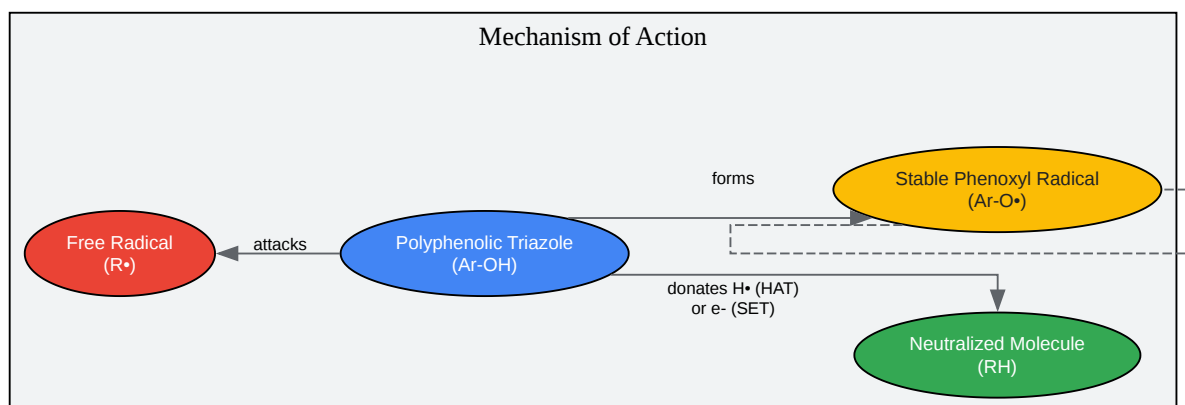 Mechanism of Action
forms
Stable Phenoxyl Radical
(Ar-O•)
Free Radical
(R•)
attacks
Polyphenolic Triazole
(Ar-OH)
donates H• (HAT)
or e- (SET)
Neutralized Molecule
(RH)